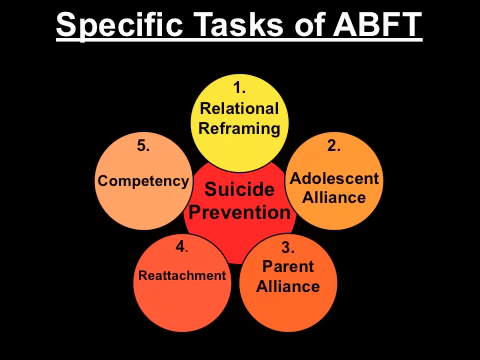 Specific Tasks of ABFT
1.
Relational
Reframing
2.
Adolescent
Alliance
3.
Parent
Alliance
4.
Reattachment
5.
Competency
Suicide
Prevention